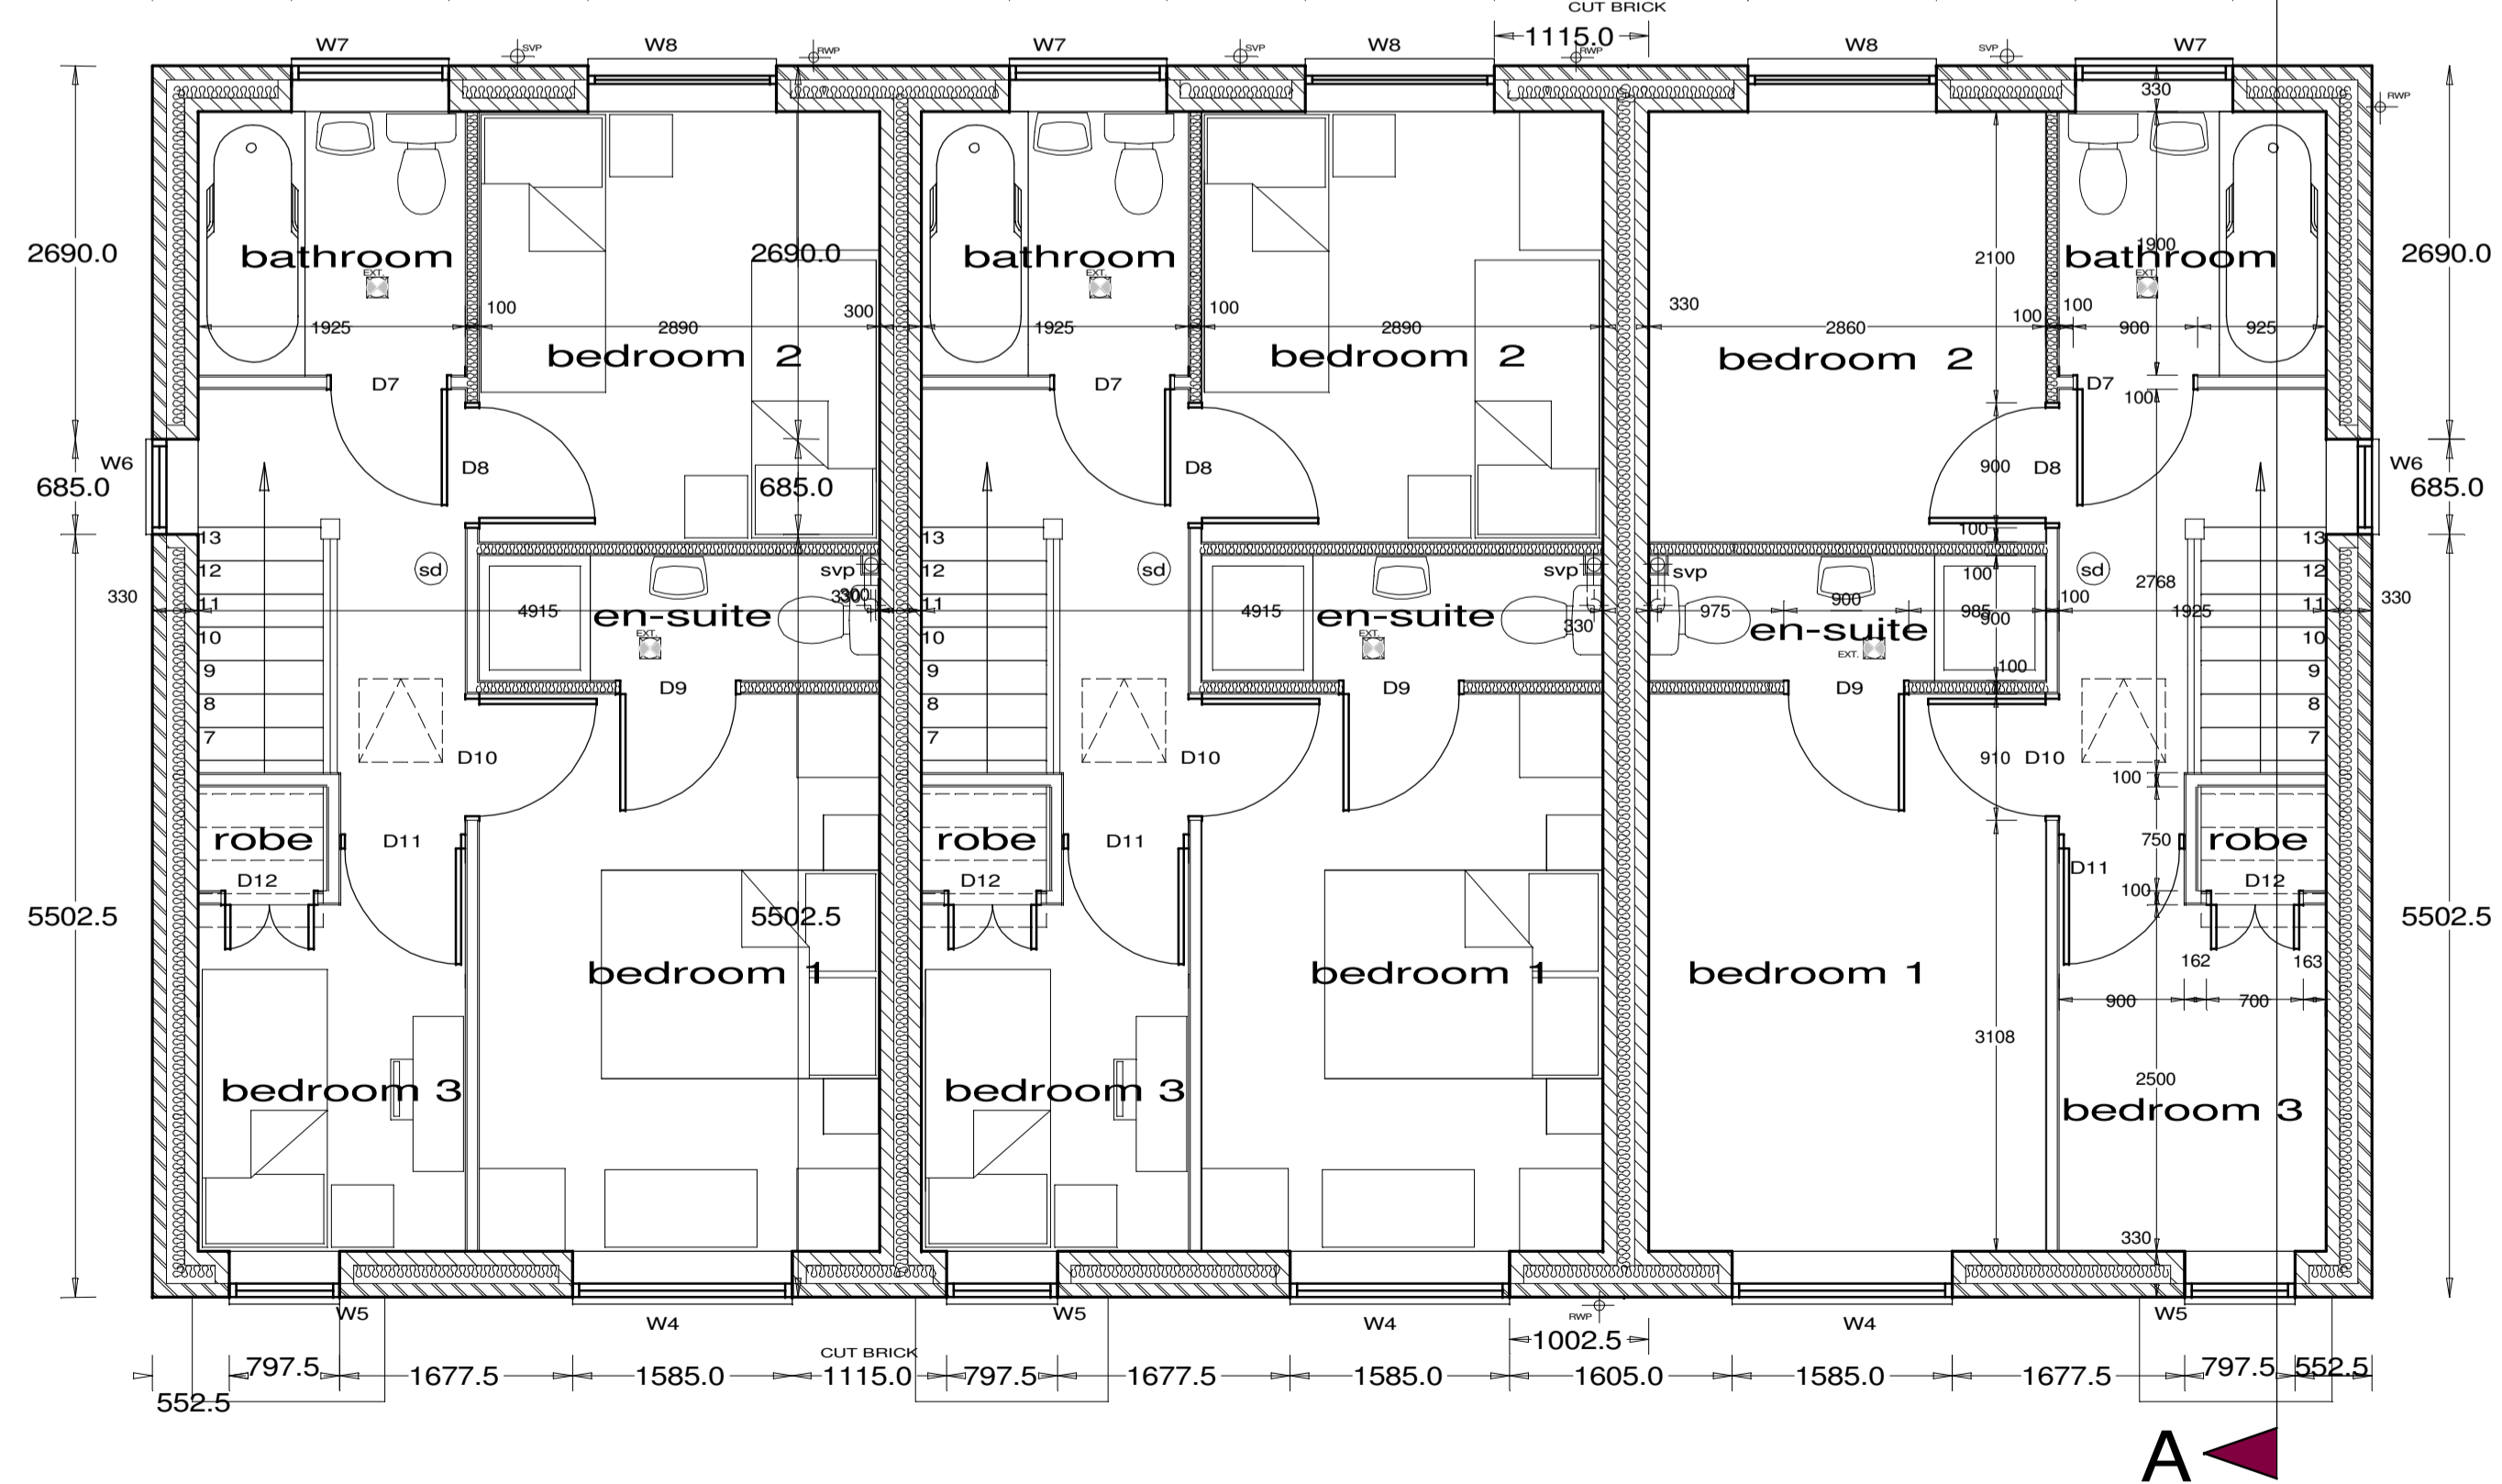 CUT BRICK
1115.0
W7 SVP W8 RWP W7 SVP W8 RWP W8 SVP W7
330
RWP
2690.0 bathroom 2690.0 bathroom 2100 1900 bathroom 2690.0
EXT. EXT. EXT.
100 300 100 330 100 100
1925 2890 1925 2890 2860 900 925
bedroom 2 bedroom 2 bedroom 2
D7 D7 D7
100
W6 D8 D8 900 D8 W6
685.0 685.0 685.0
13 13 100 13
12 sd svp 12 sd svp svp 100 sd 12
2768
330 11 4915 330 300 11 4915 330 975 900 985 100 1925 11 330
en-suite en-suite en-suite 900
10 EXT. 10 EXT. EXT. 10
9 9 100 9
D9 D9 D9
8 8 8
7 7 7
D10 D10 910 D10
100
robe D11 robe D11 750 robe
D12 D12 D11 D12
100
5502.5 5502.5 5502.5
bedroom 1 bedroom 1 bedroom 1
162 163
900 700
3108
2500
bedroom 3 bedroom 3 bedroom 3
330
W5 W4 W5 W4 RWP W4 W5
1002.5
CUT BRICK
797.5 1677.5 1585.0 1115.0 797.5 1677.5 1585.0 1605.0 1585.0 1677.5 797.5 552.5
552.5
A